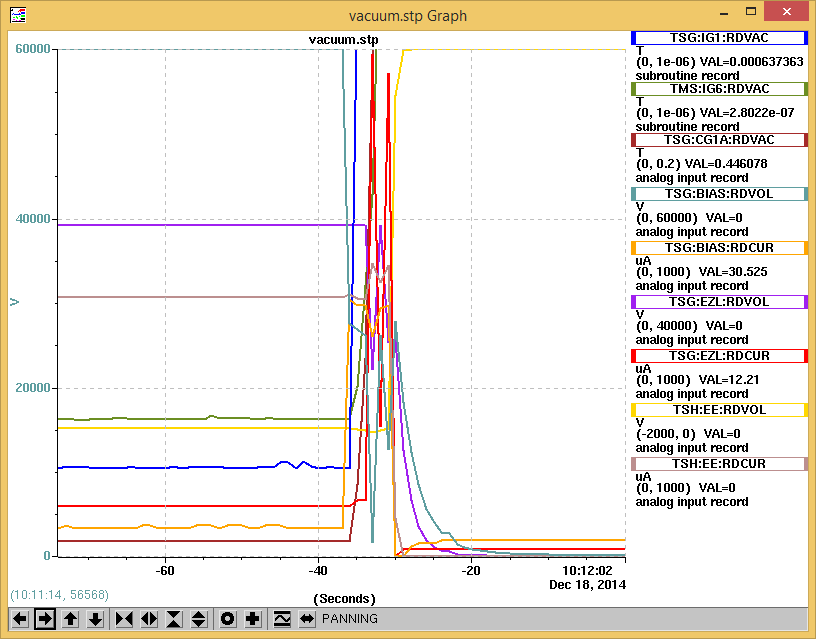 vacuum.stp Graph
vacuum.stp
60000
40000
20000
0
V
-60
-40
-20
10:12:02
Dec 18, 2014
(10:11:14, 56568)
(Seconds)
PANNING
TSG:IG1:RDVAC
T
(0, 1e-06) VAL=0.000637363
subroutine record
TMS:IG6:RDVAC
T
(0, 1e-06) VAL=2.8022e-07
subroutine record
TSG:CG1A:RDVAC
T
(0, 0.2) VAL=0.446078
analog input record
TSG:BIAS:RDVOL
V
(0, 60000) VAL=0
analog input record
TSG:BIAS:RDCUR
uA
(0, 1000) VAL=30.525
analog input record
TSG:EZL:RDVOL
V
(0, 40000) VAL=0
analog input record
TSG:EZL:RDCUR
uA
(0, 1000) VAL=12.21
analog input record
TSH:EE:RDVOL
V
(-2000, 0) VAL=0
analog input record
TSH:EE:RDCUR
uA
(0, 1000) VAL=0
analog input record